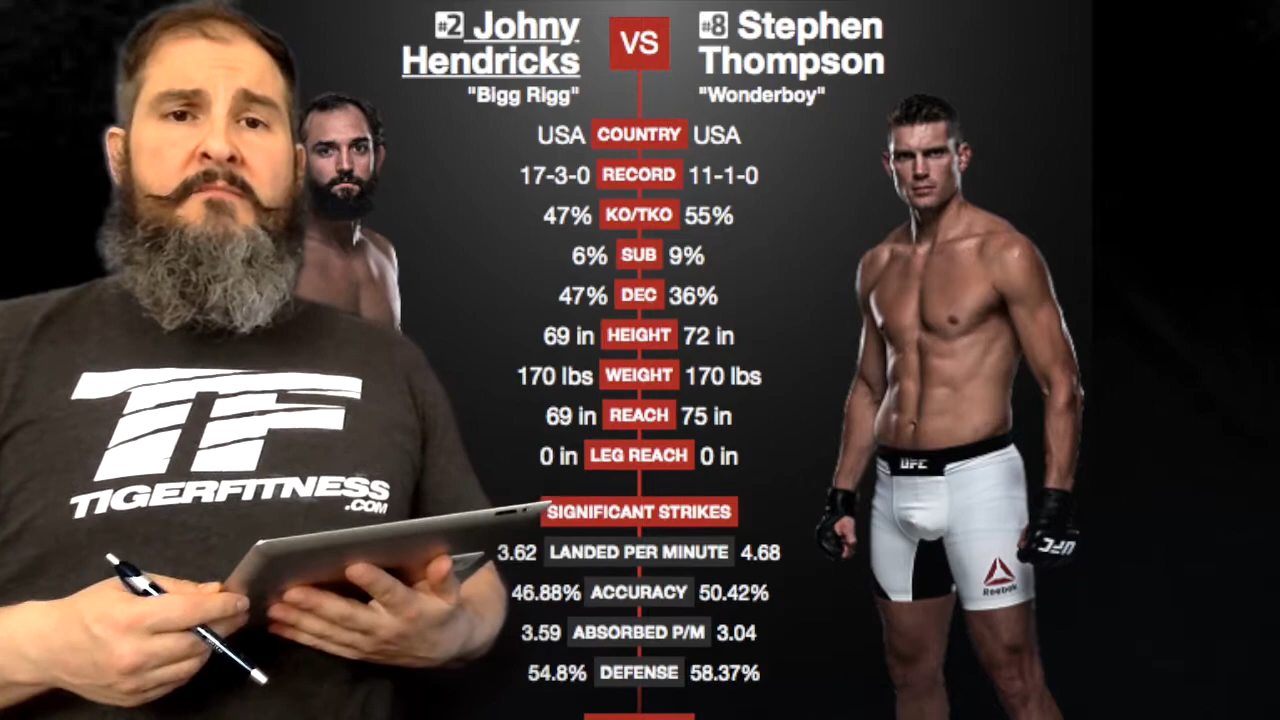 #2 Johny
Hendricks
"Bigg Rigg"
VS
#8 Stephen
Thompson
"Wonderboy"
USA COUNTRY USA
17-3-0 RECORD 11-1-0
47% KO/TKO 55%
6% SUB 9%
47% DEC 36%
69 in HEIGHT 72 in
170 lbs WEIGHT 170 lbs
69 in REACH 75 in
0 in LEG REACH 0 in
SIGNIFICANT STRIKES
3.62 LANDED PER MINUTE 4.68
46.88% ACCURACY 50.42%
3.59 ABSORBED P/M 3.04
54.8% DEFENSE 58.37%
TF
TIGERFITNESS
.COM
UFC
UFC
Reebok